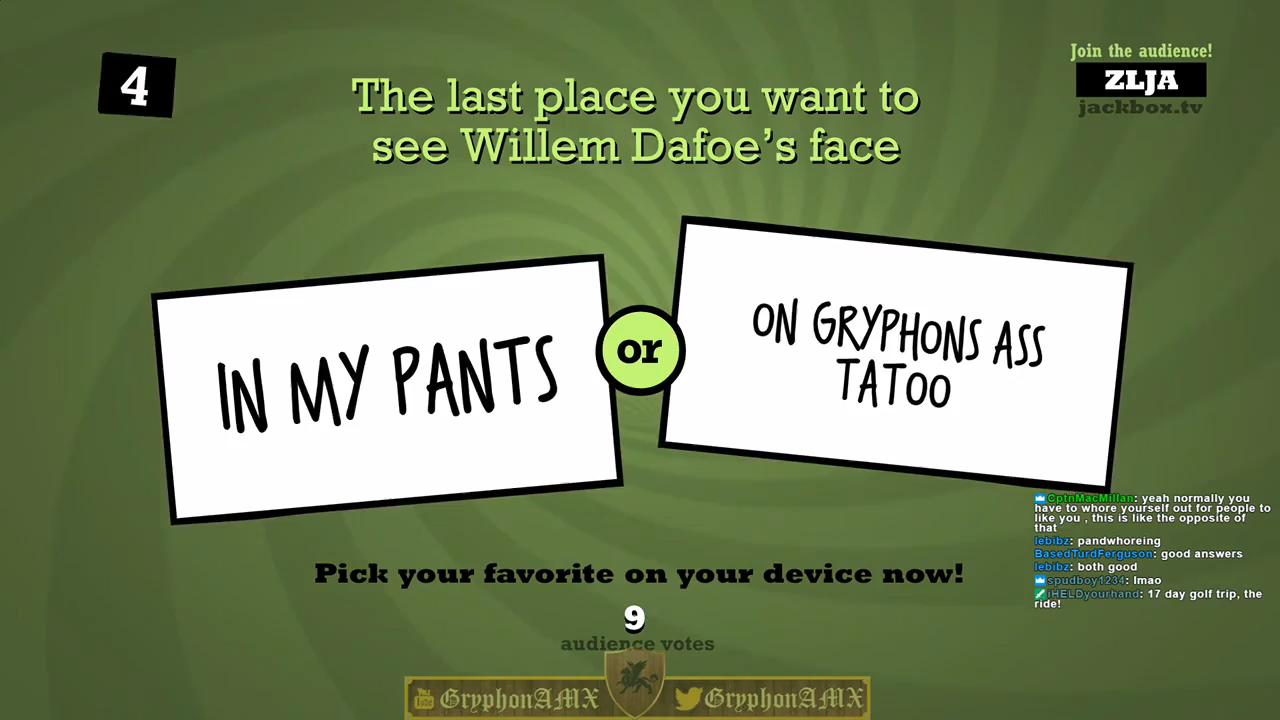 4
The last place you want to
see Willem Dafoe's face
Join the audience!
ZLJA
jackbox.tv
IN MY PANTS
or
ON GRYPHONS ASS
TATOO
CptnMacMillan: yeah normally you
have to whore yourself out for people to
like you , this is like the opposite of
that
lebibz: pandwhoreing
BasedTurdFerguson: good answers
lebibz: both good
spudboy1234: lmao
iHELDyourhand: 17 day golf trip, the
ride!
Pick your favorite on your device now!
9
audience votes
You Tube GryphonAMX
GryphonAMX